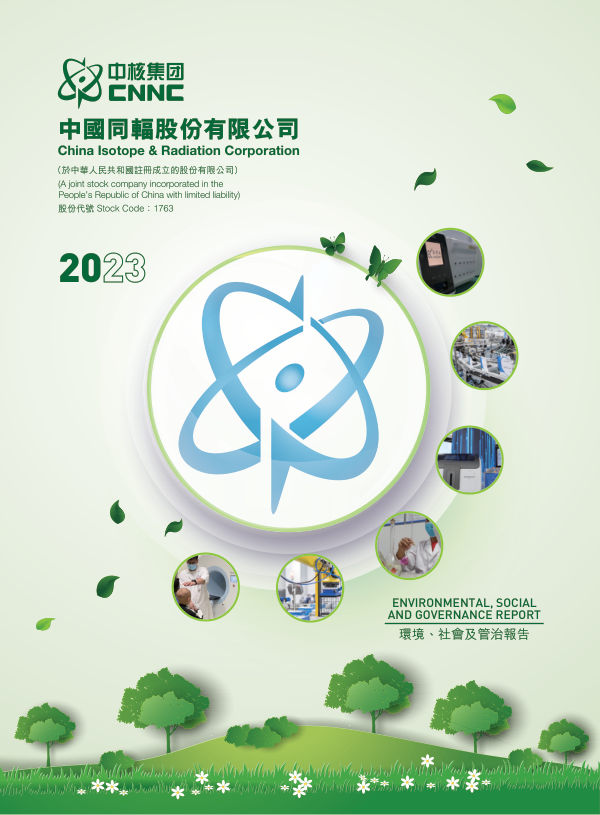 中核集团
CNNC
中國同輻股份有限公司
China Isotope & Radiation Corporation
(於中華人民共和國註冊成立的股份有限公司)
(A joint stock company incorporated in the
People's Republic of China with limited liability)
股份代號 Stock Code：1763
2023
ENVIRONMENTAL, SOCIAL
AND GOVERNANCE REPORT
環境、社會及管治報告